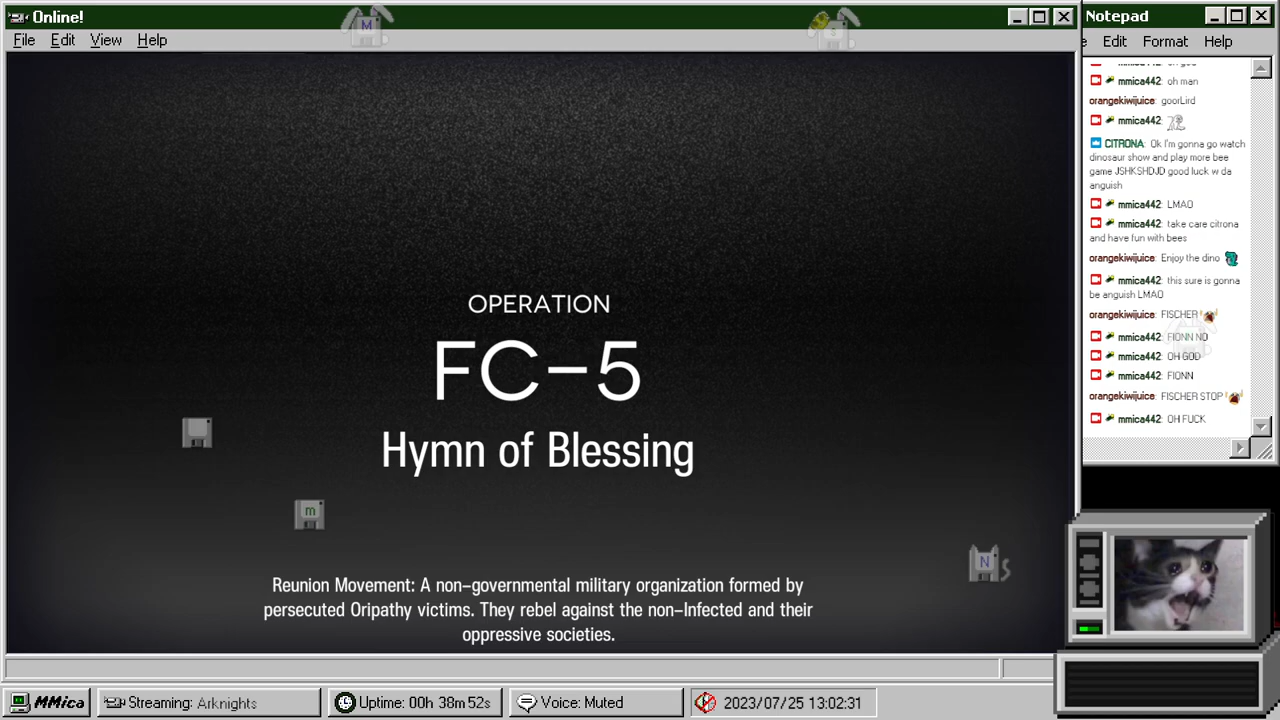 Online!
File Edit View Help
M
S
OPERATION
FC-5
Hymn of Blessing
m
N
Reunion Movement: A non-governmental military organization formed by
persecuted Oripathy victims. They rebel against the non-Infected and their
oppressive societies.
Notepad
Edit Format Help
mmica442: oh man
orangekiwijuice: goorLird
mmica442:
CITRONA: Ok I'm gonna go watch
dinosaur show and play more bee
game JSHKSHDJD good luck w da
anguish
mmica442: LMAO
mmica442: take care citrona
and have fun with bees
orangekiwijuice: Enjoy the dino
mmica442: this sure is gonna
be anguish LMAO
orangekiwijuice: FISCHER
mmica442: FIONN NO
mmica442: OH GOD
mmica442: FIONN
orangekiwijuice: FISCHER STOP
mmica442: OH FUCK
MMica
Streaming: Arknights
Uptime: 00h 38m 52s
Voice: Muted
2023/07/25 13:02:31